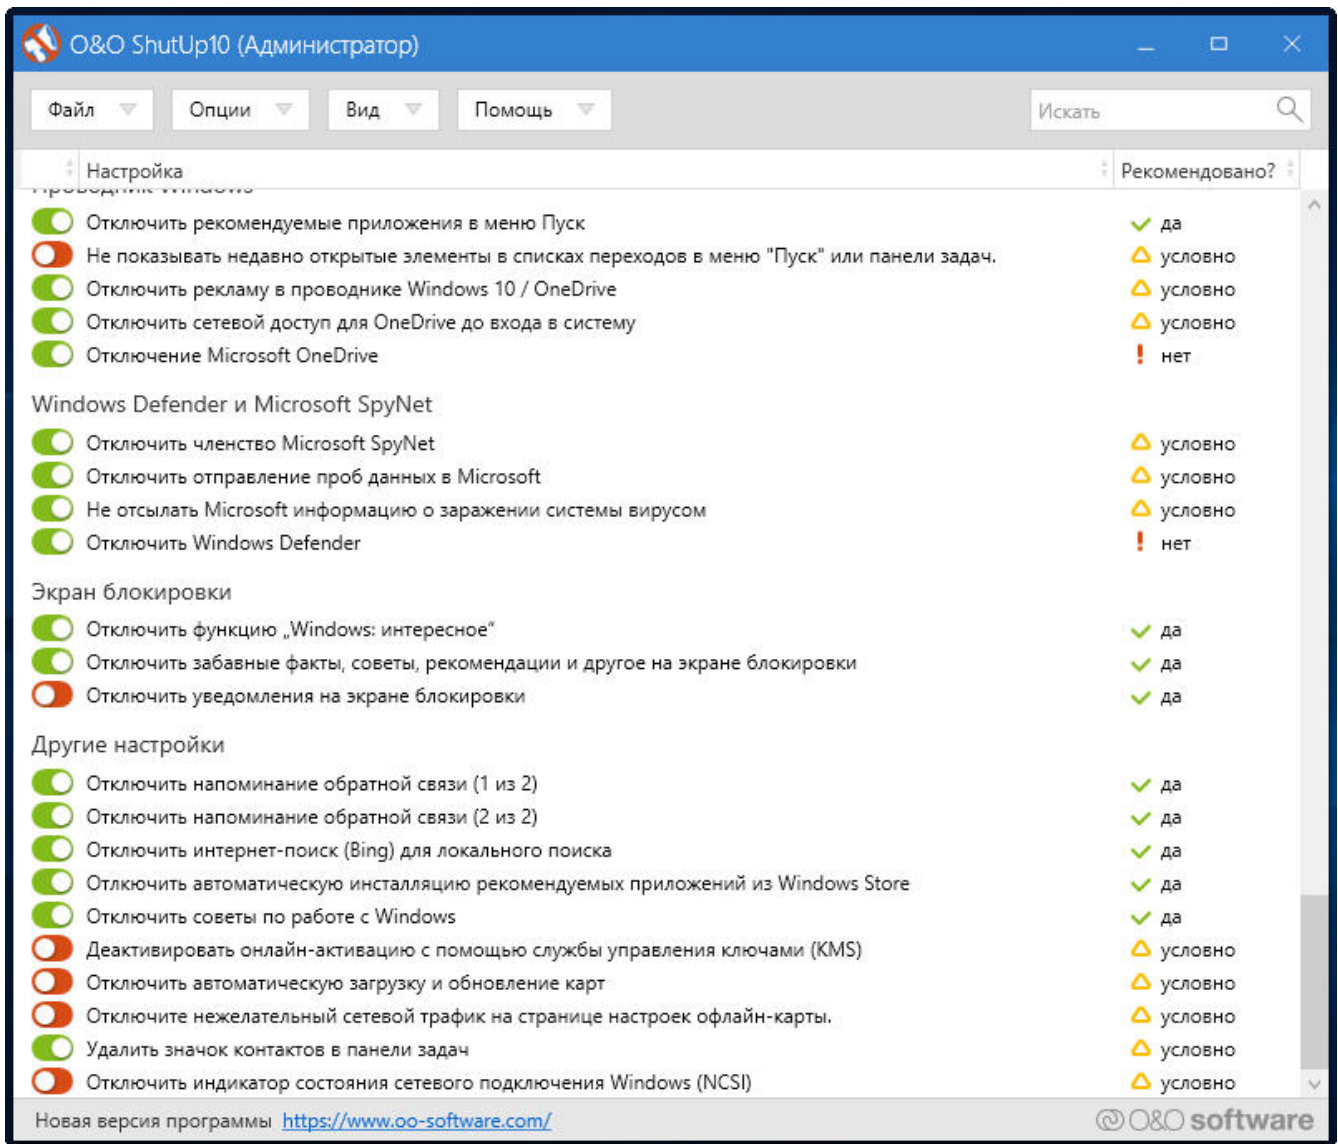 O&O ShutUp10 (Администратор)
Файл Опции Вид Помощь Искать
Настройка Рекомендовано?
Проводник Windows
Отключить рекомендуемые приложения в меню Пуск да
Не показывать недавно открытые элементы в списках переходов в меню "Пуск" или панели задач. условно
Отключить рекламу в проводнике Windows 10 / OneDrive условно
Отключить сетевой доступ для OneDrive до входа в систему условно
Отключение Microsoft OneDrive нет
Windows Defender и Microsoft SpyNet
Отключить членство Microsoft SpyNet условно
Отключить отправление проб данных в Microsoft условно
Не отсылать Microsoft информацию о заражении системы вирусом условно
Отключить Windows Defender нет
Экран блокировки
Отключить функцию „Windows: интересное“ да
Отключить забавные факты, советы, рекомендации и другое на экране блокировки да
Отключить уведомления на экране блокировки да
Другие настройки
Отключить напоминание обратной связи (1 из 2) да
Отключить напоминание обратной связи (2 из 2) да
Отключить интернет-поиск (Bing) для локального поиска да
Отлкючить автоматическую инсталляцию рекомендуемых приложений из Windows Store да
Отключить советы по работе с Windows да
Деактивировать онлайн-активацию с помощью службы управления ключами (KMS) условно
Отключить автоматическую загрузку и обновление карт условно
Отключите нежелательный сетевой трафик на странице настроек офлайн-карты. условно
Удалить значок контактов в панели задач условно
Отключить индикатор состояния сетевого подключения Windows (NCSI) условно
Новая версия программы https://www.oo-software.com/ O&O software